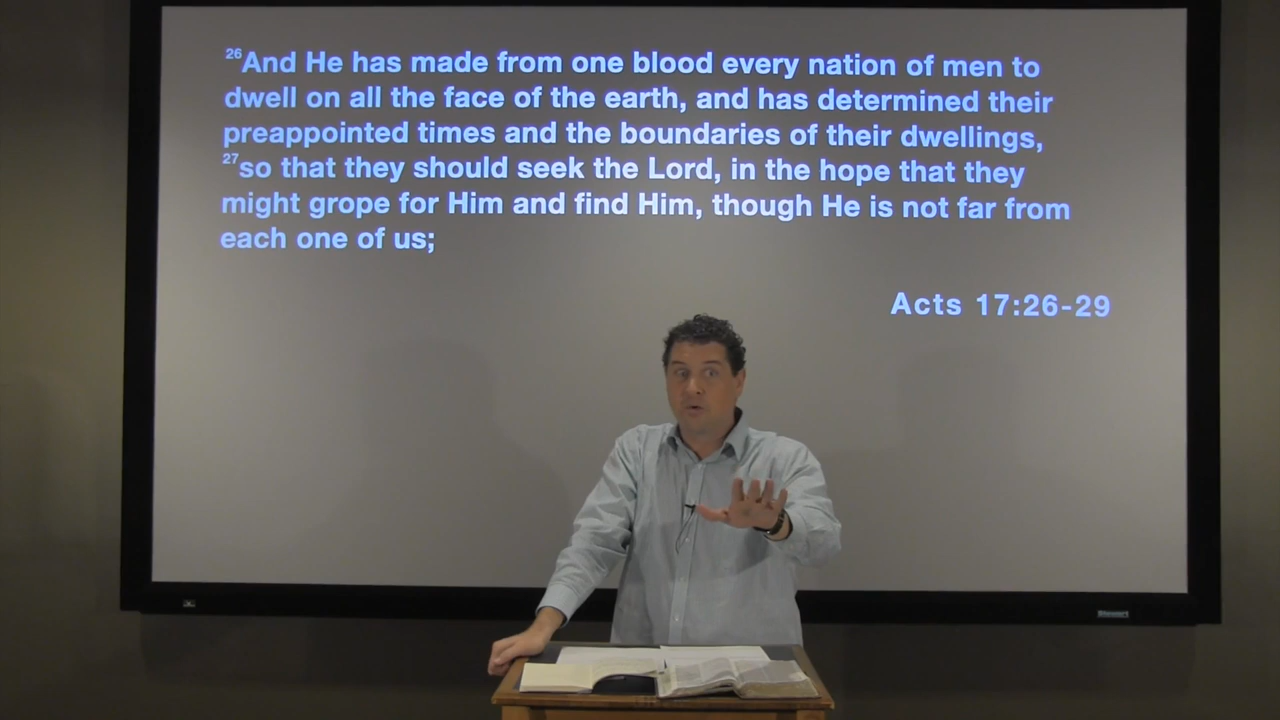 26And He has made from one blood every nation of men to
dwell on all the face of the earth, and has determined their
preappointed times and the boundaries of their dwellings,
27so that they should seek the Lord, in the hope that they
might grope for Him and find Him, though He is not far from
each one of us;
Acts 17:26-29
Stewart